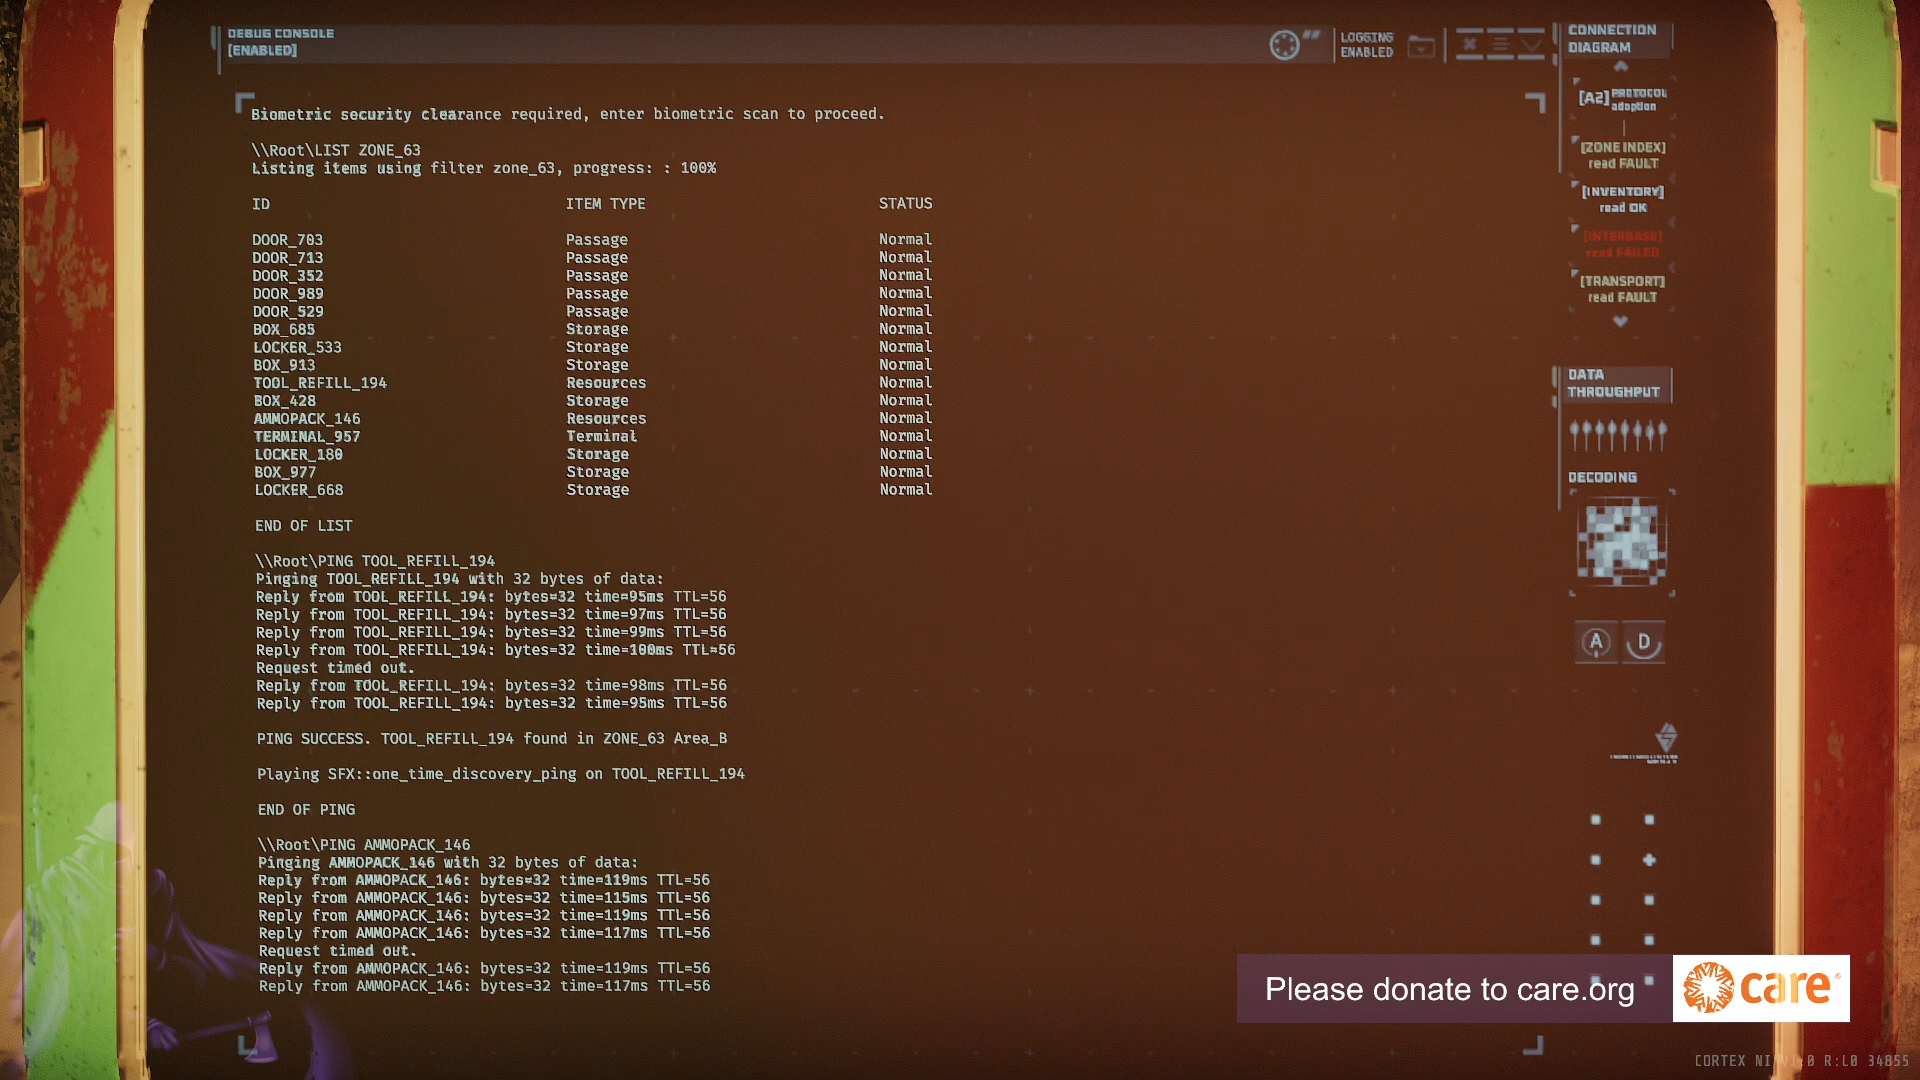 DEBUG CONSOLE
[ENABLED]
LOGGING
ENABLED
CONNECTION
DIAGRAM
[A2] PROTOCOL
adoption
[ZONE INDEX]
read FAULT
[INVENTORY]
read OK
[INTERBASE]
read FAILED
[TRANSPORT]
read FAULT
DATA
THROUGHPUT
DECODING
A D
Biometric security clearance required, enter biometric scan to proceed.
\\Root\LIST ZONE_63
Listing items using filter zone_63, progress: : 100%
ID ITEM TYPE STATUS
DOOR_703 Passage Normal
DOOR_713 Passage Normal
DOOR_352 Passage Normal
DOOR_989 Passage Normal
DOOR_529 Passage Normal
BOX_685 Storage Normal
LOCKER_533 Storage Normal
BOX_913 Storage Normal
TOOL_REFILL_194 Resources Normal
BOX_428 Storage Normal
AMMOPACK_146 Resources Normal
TERMINAL_957 Terminal Normal
LOCKER_180 Storage Normal
BOX_977 Storage Normal
LOCKER_668 Storage Normal
END OF LIST
\\Root\PING TOOL_REFILL_194
Pinging TOOL_REFILL_194 with 32 bytes of data:
Reply from TOOL_REFILL_194: bytes=32 time=95ms TTL=56
Reply from TOOL_REFILL_194: bytes=32 time=97ms TTL=56
Reply from TOOL_REFILL_194: bytes=32 time=99ms TTL=56
Reply from TOOL_REFILL_194: bytes=32 time=100ms TTL=56
Request timed out.
Reply from TOOL_REFILL_194: bytes=32 time=98ms TTL=56
Reply from TOOL_REFILL_194: bytes=32 time=95ms TTL=56
PING SUCCESS. TOOL_REFILL_194 found in ZONE_63 Area_B
Playing SFX::one_time_discovery_ping on TOOL_REFILL_194
END OF PING
\\Root\PING AMMOPACK_146
Pinging AMMOPACK_146 with 32 bytes of data:
Reply from AMMOPACK_146: bytes=32 time=119ms TTL=56
Reply from AMMOPACK_146: bytes=32 time=115ms TTL=56
Reply from AMMOPACK_146: bytes=32 time=119ms TTL=56
Reply from AMMOPACK_146: bytes=32 time=117ms TTL=56
Request timed out.
Reply from AMMOPACK_146: bytes=32 time=119ms TTL=56
Reply from AMMOPACK_146: bytes=32 time=117ms TTL=56
Please donate to care.org
care®
CORTEX R:L0 34855